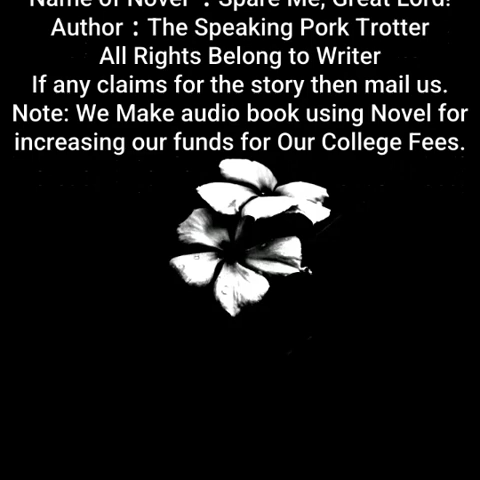 Name of Novel : Spare Me, Great Lord!
Author : The Speaking Pork Trotter
All Rights Belong to Writer
If any claims for the story then mail us.
Note: We Make audio book using Novel for
increasing our funds for Our College Fees.